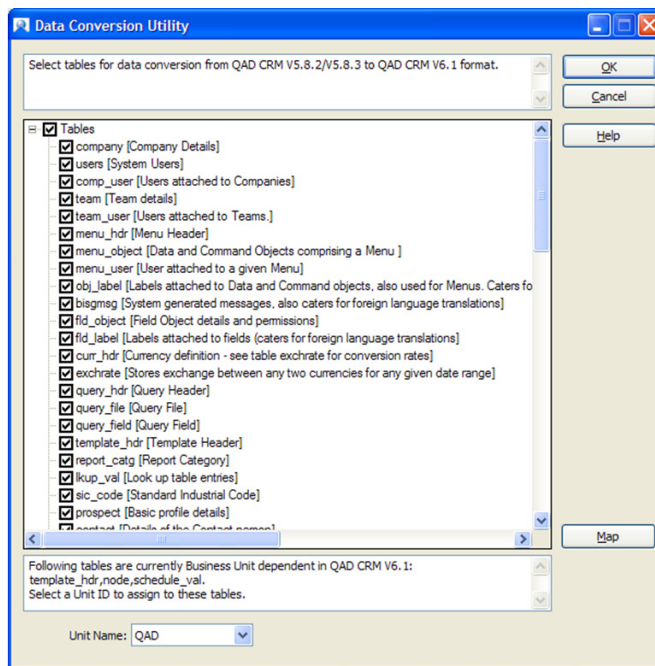 Data Conversion Utility
Select tables for data conversion from QAD CRM V5.8.2/V5.8.3 to QAD CRM V6.1 format.
OK
Cancel
Help
Tables
company [Company Details]
users [System Users]
comp_user [Users attached to Companies]
team [Team details]
team_user [Users attached to Teams.]
menu_hdr [Menu Header]
menu_object [Data and Command Objects comprising a Menu ]
menu_user [User attached to a given Menu]
obj_label [Labels attached to Data and Command objects, also used for Menus. Caters fo
bisgmsg [System generated messages, also caters for foreign language translations]
fld_object [Field Object details and permissions]
fld_label [Labels attached to fields (caters for foreign language translations]
curr_hdr [Currency definition - see table exchrate for conversion rates]
exchrate [Stores exchange between any two currencies for any given date range]
query_hdr [Query Header]
query_file [Query File]
query_field [Query Field]
template_hdr [Template Header]
report_catg [Report Category]
lkup_val [Look up table entries]
sic_code [Standard Industrial Code]
prospect [Basic profile details]
contact [Details of the Contact person]
Map
Following tables are currently Business Unit dependent in QAD CRM V6.1:
template_hdr,node,schedule_val.
Select a Unit ID to assign to these tables.
Unit Name: QAD